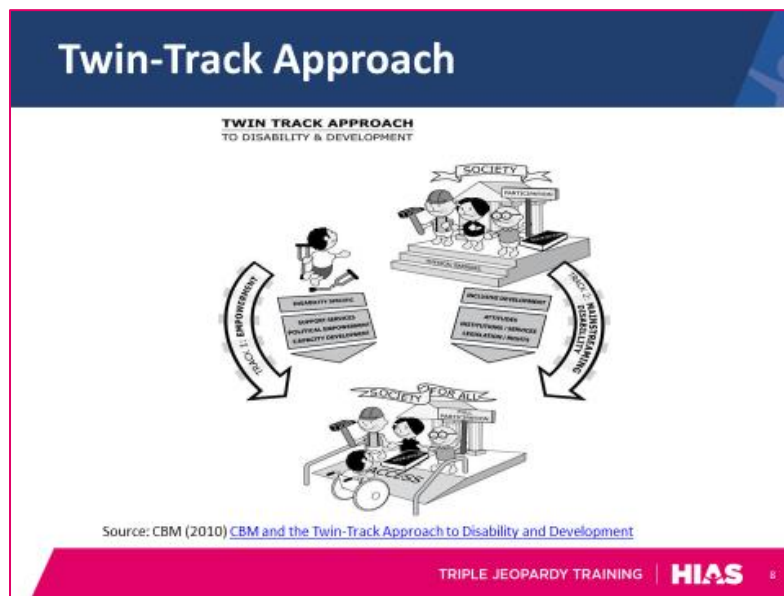 Twin-Track Approach
TWIN TRACK APPROACH
TO DISABILITY & DEVELOPMENT
SOCIETY
PARTICIPATION
PHYSICAL BARRIERS
TRACK 1: EMPOWERMENT
DISABILITY SPECIFIC
SUPPORT SERVICES
POLITICAL EMPOWERMENT
CAPACITY DEVELOPMENT
INCLUSIVE DEVELOPMENT
ATTITUDES
INSTITUTIONS / SERVICES
LEGISLATION / RIGHTS
TRACK 2: MAINSTREAMING
DISABILITY
SOCIETY FOR ALL
FULL
PARTICIPATION
ACCESS
Source: CBM (2010) CBM and the Twin-Track Approach to Disability and Development
TRIPLE JEOPARDY TRAINING | HIAS 8